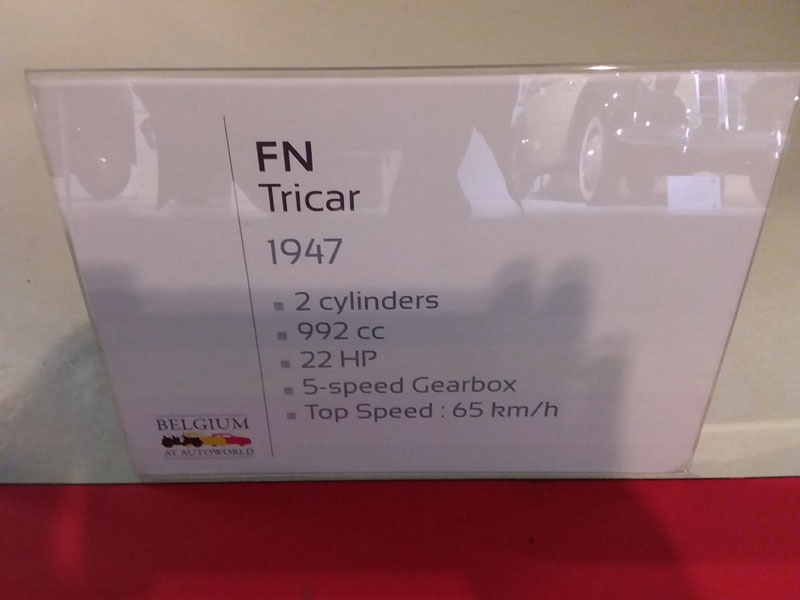 FN
Tricar
1947
2 cylinders
992 cc
22 HP
5-speed Gearbox
Top Speed : 65 km/h
BELGIUM
AT AUTOWORLD